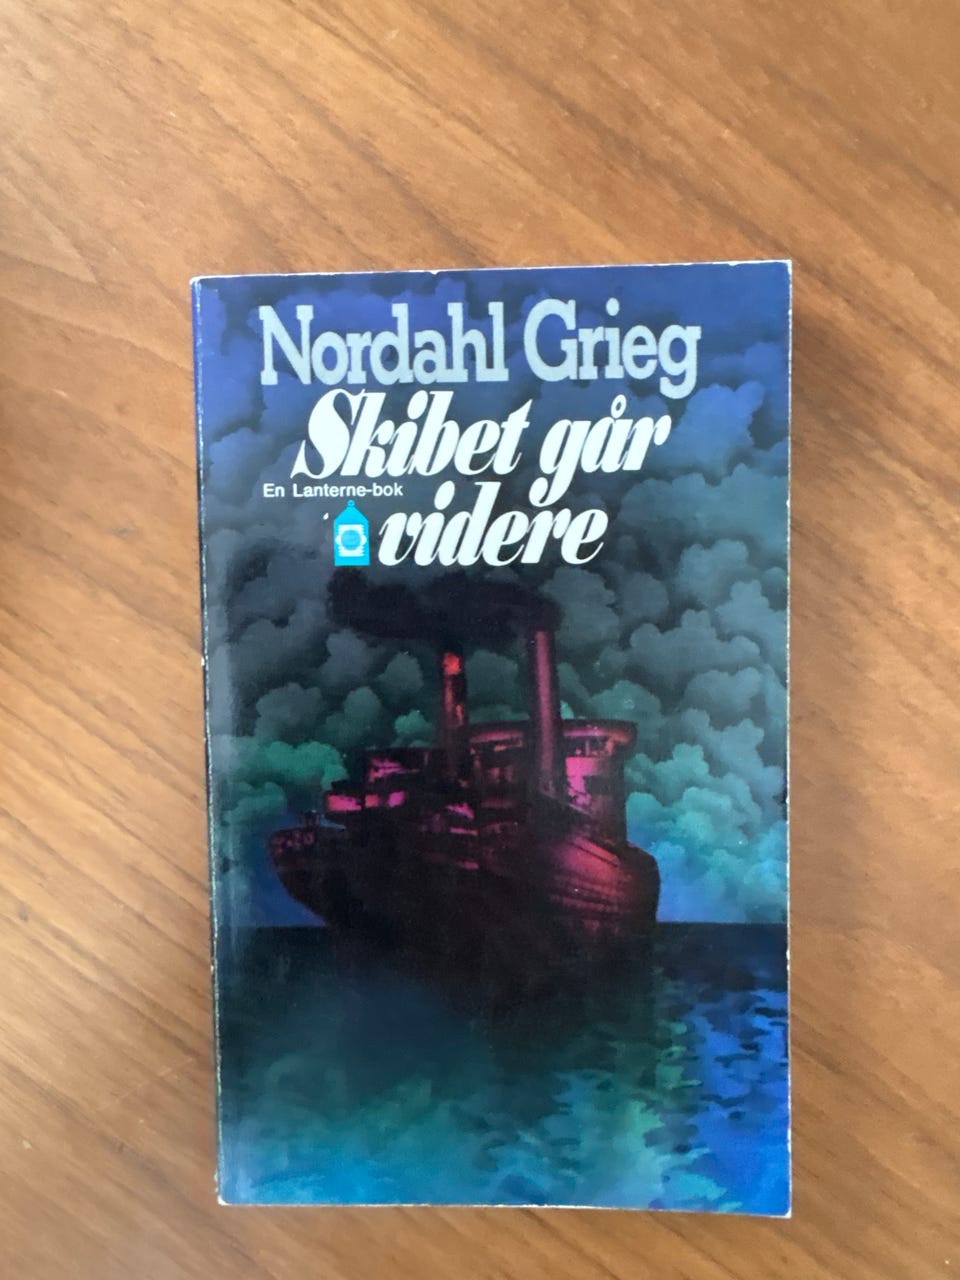 Nordahl Grieg
Skibet går
En Lanterne-bok
videre